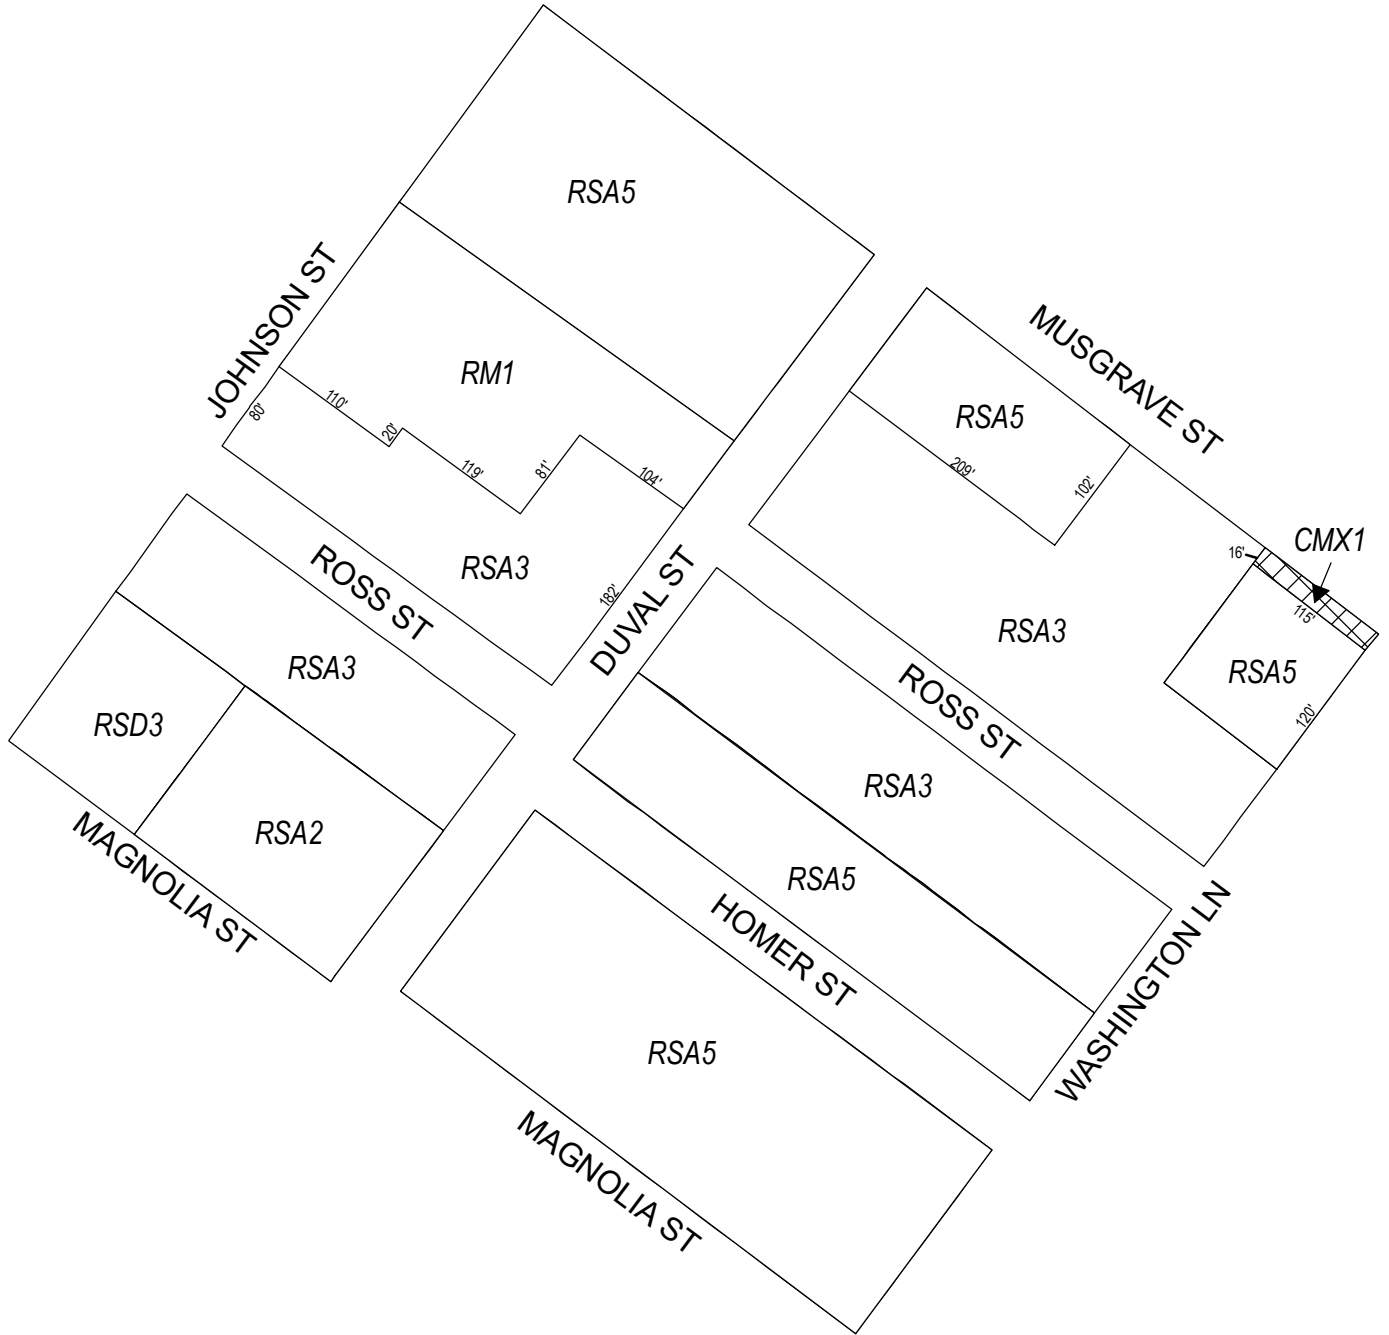 RSA5
JOHNSON ST
RM1
MUSGRAVE ST
RSA5
110'
80'
20'
119'
81'
104'
209'
102'
CMX1
16'
115'
RSA3
182'
DUVAL ST
ROSS ST
RSA3
RSA5
120'
RSA3
RSD3
ROSS ST
RSA3
RSA2
MAGNOLIA ST
RSA5
HOMER ST
WASHINGTON LN
RSA5
MAGNOLIA ST